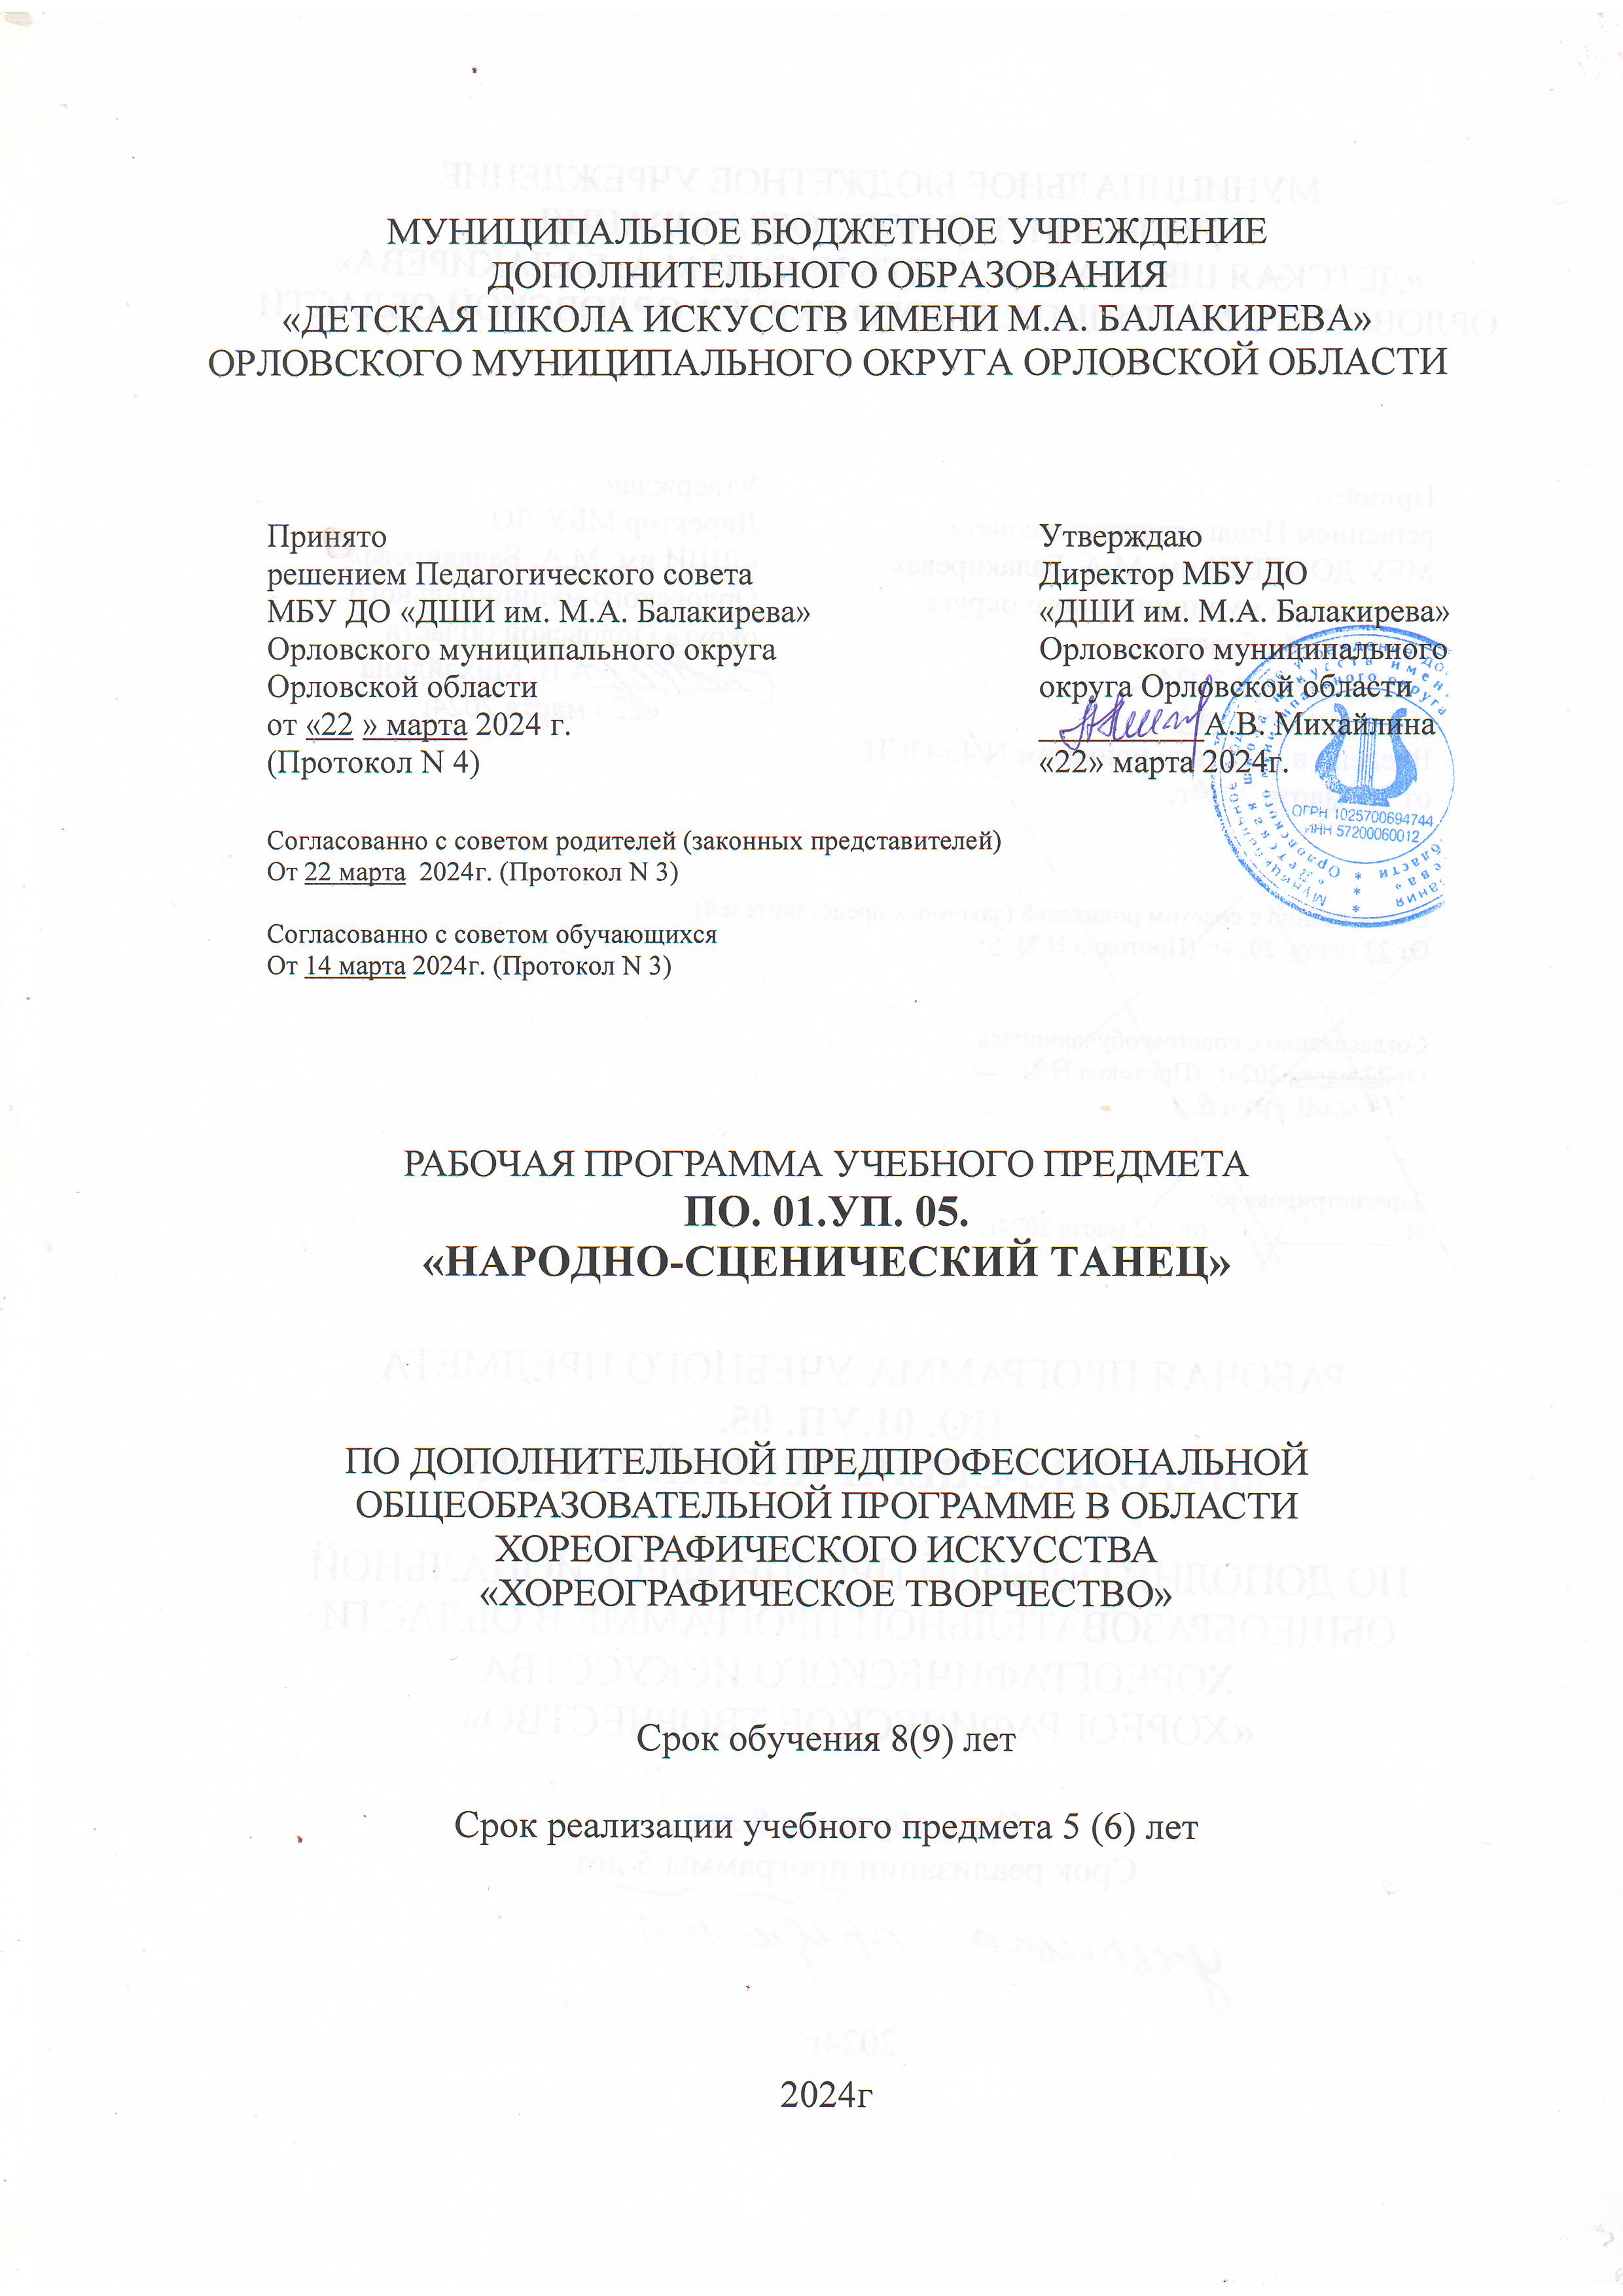 МУНИЦИПАЛЬНОЕ БЮДЖЕТНОЕ УЧРЕЖДЕНИЕ
ДОПОЛНИТЕЛЬНОГО ОБРАЗОВАНИЯ
«ДЕТСКАЯ ШКОЛА ИСКУССТВ ИМЕНИ М.А. БАЛАКИРЕВА»
ОРЛОВСКОГО МУНИЦИПАЛЬНОГО ОКРУГА ОРЛОВСКОЙ ОБЛАСТИ
Принято
решением Педагогического совета
МБУ ДО «ДШИ им. М.А. Балакирева»
Орловского муниципального округа
Орловской области
от «22 » марта 2024 г.
(Протокол N 4)
Утверждаю
Директор МБУ ДО
«ДШИ им. М.А. Балакирева»
Орловского муниципального
округа Орловской области
А.В. Михайлина
«22» марта 2024г.
ОГРН 1025700694744
ИНН 57200060012
Согласованно с советом родителей (законных представителей)
От 22 марта 2024г. (Протокол N 3)
Согласованно с советом обучающихся
От 14 марта 2024г. (Протокол N 3)
РАБОЧАЯ ПРОГРАММА УЧЕБНОГО ПРЕДМЕТА
ПО. 01.УП. 05.
«НАРОДНО-СЦЕНИЧЕСКИЙ ТАНЕЦ»
ПО ДОПОЛНИТЕЛЬНОЙ ПРЕДПРОФЕССИОНАЛЬНОЙ
ОБЩЕОБРАЗОВАТЕЛЬНОЙ ПРОГРАММЕ В ОБЛАСТИ
ХОРЕОГРАФИЧЕСКОГО ИСКУССТВА
«ХОРЕОГРАФИЧЕСКОЕ ТВОРЧЕСТВО»
Срок обучения 8(9) лет
Срок реализации учебного предмета 5 (6) лет
2024г